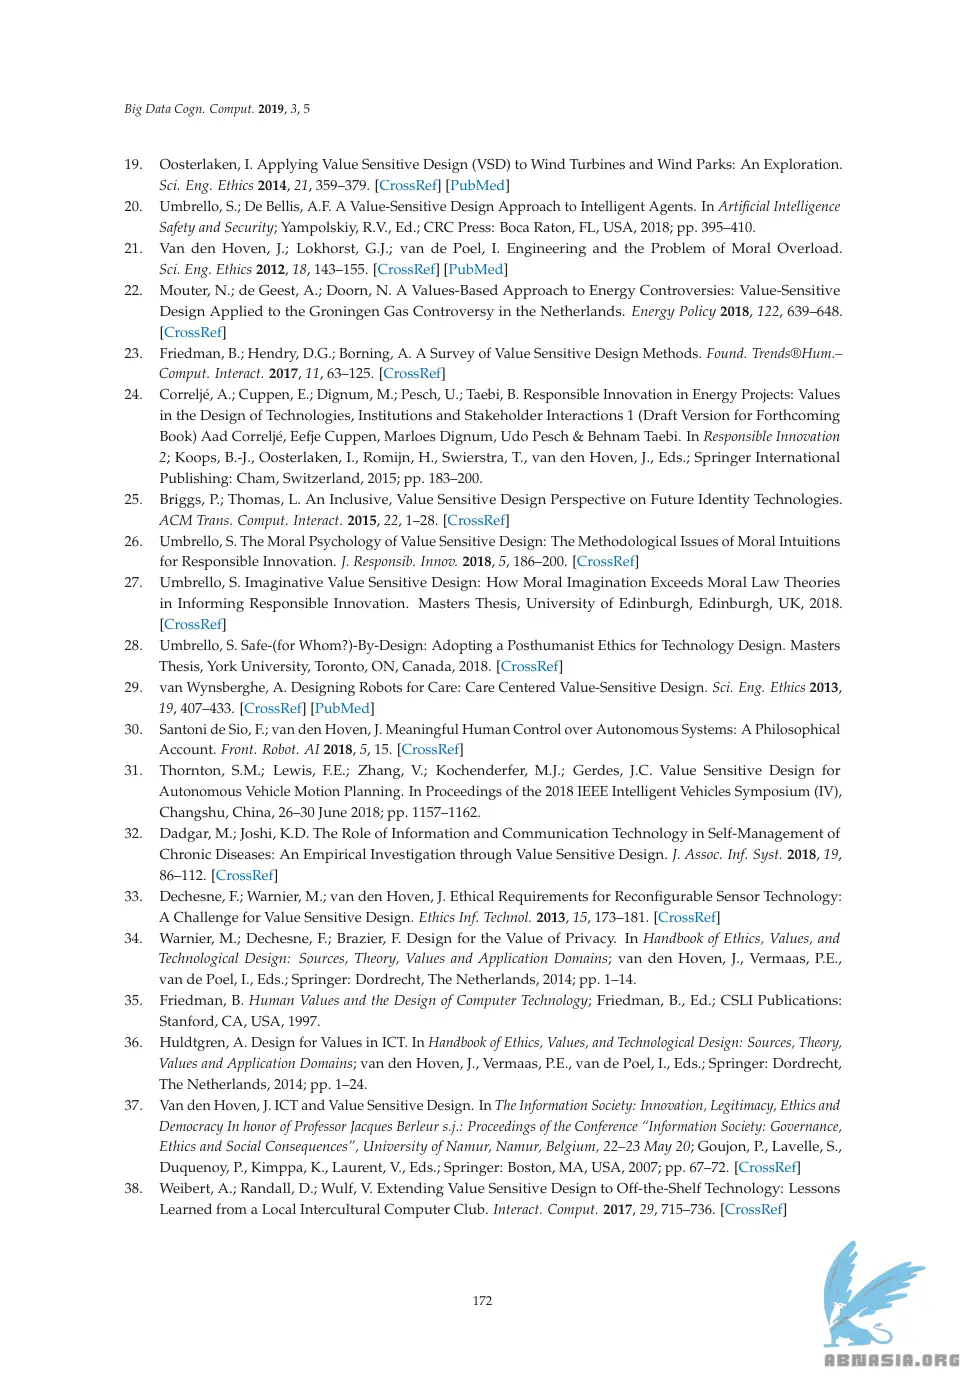 Big Data Cogn. Comput. 2019, 3, 5
19. Oosterlaken, I. Applying Value Sensitive Design (VSD) to Wind Turbines and Wind Parks: An Exploration.
Sci. Eng. Ethics 2014, 21, 359–379. [CrossRef] [PubMed]
20. Umbrello, S.; De Bellis, A.F. A Value-Sensitive Design Approach to Intelligent Agents. In Artificial Intelligence
Safety and Security; Yampolskiy, R.V., Ed.; CRC Press: Boca Raton, FL, USA, 2018; pp. 395–410.
21. Van den Hoven, J.; Lokhorst, G.J.; van de Poel, I. Engineering and the Problem of Moral Overload.
Sci. Eng. Ethics 2012, 18, 143–155. [CrossRef] [PubMed]
22. Mouter, N.; de Geest, A.; Doorn, N. A Values-Based Approach to Energy Controversies: Value-Sensitive
Design Applied to the Groningen Gas Controversy in the Netherlands. Energy Policy 2018, 122, 639–648.
[CrossRef]
23. Friedman, B.; Hendry, D.G.; Borning, A. A Survey of Value Sensitive Design Methods. Found. Trends®Hum.–
Comput. Interact. 2017, 11, 63–125. [CrossRef]
24. Correljé, A.; Cuppen, E.; Dignum, M.; Pesch, U.; Taebi, B. Responsible Innovation in Energy Projects: Values
in the Design of Technologies, Institutions and Stakeholder Interactions 1 (Draft Version for Forthcoming
Book) Aad Correljé, Eefje Cuppen, Marloes Dignum, Udo Pesch & Behnam Taebi. In Responsible Innovation
2; Koops, B.-J., Oosterlaken, I., Romijn, H., Swierstra, T., van den Hoven, J., Eds.; Springer International
Publishing: Cham, Switzerland, 2015; pp. 183–200.
25. Briggs, P.; Thomas, L. An Inclusive, Value Sensitive Design Perspective on Future Identity Technologies.
ACM Trans. Comput. Interact. 2015, 22, 1–28. [CrossRef]
26. Umbrello, S. The Moral Psychology of Value Sensitive Design: The Methodological Issues of Moral Intuitions
for Responsible Innovation. J. Responsib. Innov. 2018, 5, 186–200. [CrossRef]
27. Umbrello, S. Imaginative Value Sensitive Design: How Moral Imagination Exceeds Moral Law Theories
in Informing Responsible Innovation. Masters Thesis, University of Edinburgh, Edinburgh, UK, 2018.
[CrossRef]
28. Umbrello, S. Safe-(for Whom?)-By-Design: Adopting a Posthumanist Ethics for Technology Design. Masters
Thesis, York University, Toronto, ON, Canada, 2018. [CrossRef]
29. van Wynsberghe, A. Designing Robots for Care: Care Centered Value-Sensitive Design. Sci. Eng. Ethics 2013,
19, 407–433. [CrossRef] [PubMed]
30. Santoni de Sio, F.; van den Hoven, J. Meaningful Human Control over Autonomous Systems: A Philosophical
Account. Front. Robot. AI 2018, 5, 15. [CrossRef]
31. Thornton, S.M.; Lewis, F.E.; Zhang, V.; Kochenderfer, M.J.; Gerdes, J.C. Value Sensitive Design for
Autonomous Vehicle Motion Planning. In Proceedings of the 2018 IEEE Intelligent Vehicles Symposium (IV),
Changshu, China, 26–30 June 2018; pp. 1157–1162.
32. Dadgar, M.; Joshi, K.D. The Role of Information and Communication Technology in Self-Management of
Chronic Diseases: An Empirical Investigation through Value Sensitive Design. J. Assoc. Inf. Syst. 2018, 19,
86–112. [CrossRef]
33. Dechesne, F.; Warnier, M.; van den Hoven, J. Ethical Requirements for Reconfigurable Sensor Technology:
A Challenge for Value Sensitive Design. Ethics Inf. Technol. 2013, 15, 173–181. [CrossRef]
34. Warnier, M.; Dechesne, F.; Brazier, F. Design for the Value of Privacy. In Handbook of Ethics, Values, and
Technological Design: Sources, Theory, Values and Application Domains; van den Hoven, J., Vermaas, P.E.,
van de Poel, I., Eds.; Springer: Dordrecht, The Netherlands, 2014; pp. 1–14.
35. Friedman, B. Human Values and the Design of Computer Technology; Friedman, B., Ed.; CSLI Publications:
Stanford, CA, USA, 1997.
36. Huldtgren, A. Design for Values in ICT. In Handbook of Ethics, Values, and Technological Design: Sources, Theory,
Values and Application Domains; van den Hoven, J., Vermaas, P.E., van de Poel, I., Eds.; Springer: Dordrecht,
The Netherlands, 2014; pp. 1–24.
37. Van den Hoven, J. ICT and Value Sensitive Design. In The Information Society: Innovation, Legitimacy, Ethics and
Democracy In honor of Professor Jacques Berleur s.j.: Proceedings of the Conference “Information Society: Governance,
Ethics and Social Consequences”, University of Namur, Namur, Belgium, 22–23 May 20; Goujon, P., Lavelle, S.,
Duquenoy, P., Kimppa, K., Laurent, V., Eds.; Springer: Boston, MA, USA, 2007; pp. 67–72. [CrossRef]
38. Weibert, A.; Randall, D.; Wulf, V. Extending Value Sensitive Design to Off-the-Shelf Technology: Lessons
Learned from a Local Intercultural Computer Club. Interact. Comput. 2017, 29, 715–736. [CrossRef]
172
ABNASIA.ORG